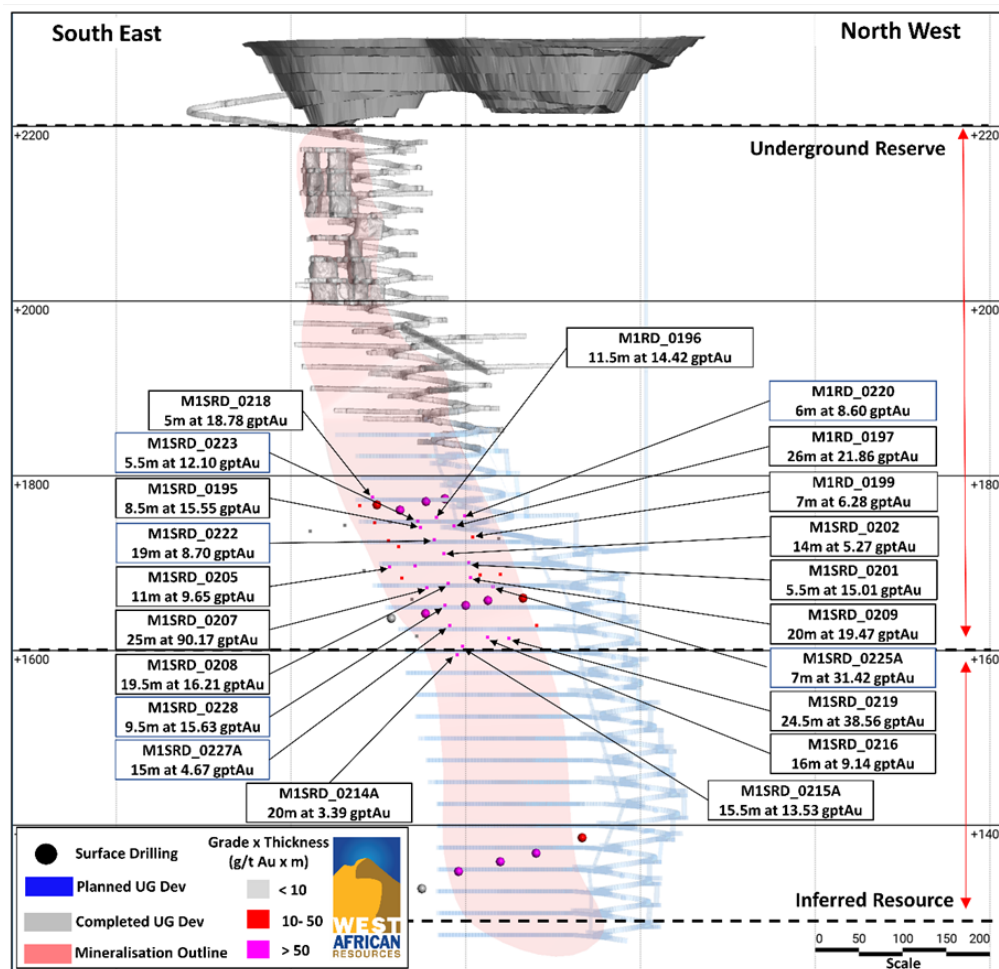 South East
North West
+2200
+220
Underground Reserve
+2000
+200
M1RD_0196
11.5m at 14.42 gptAu
M1SRD_0218
5m at 18.78 gptAu
M1RD_0220
6m at 8.60 gptAu
M1SRD_0223
5.5m at 12.10 gptAu
M1RD_0197
26m at 21.86 gptAu
+1800
+180
M1SRD_0195
8.5m at 15.55 gptAu
M1RD_0199
7m at 6.28 gptAu
M1SRD_0222
19m at 8.70 gptAu
M1SRD_0202
14m at 5.27 gptAu
M1SRD_0205
11m at 9.65 gptAu
M1SRD_0201
5.5m at 15.01 gptAu
M1SRD_0207
25m at 90.17 gptAu
M1SRD_0209
20m at 19.47 gptAu
+1600
+160
M1SRD_0208
19.5m at 16.21 gptAu
M1SRD_0225A
7m at 31.42 gptAu
M1SRD_0228
9.5m at 15.63 gptAu
M1SRD_0219
24.5m at 38.56 gptAu
M1SRD_0227A
15m at 4.67 gptAu
M1SRD_0216
16m at 9.14 gptAu
M1SRD_0214A
20m at 3.39 gptAu
M1SRD_0215A
15.5m at 13.53 gptAu
+140
Surface Drilling
Planned UG Dev
Completed UG Dev
Mineralisation Outline
Grade x Thickness
(g/t Au x m)
< 10
10- 50
> 50
WEST
AFRICAN
RESOURCES
Inferred Resource
0 50 100 150 200
Scale